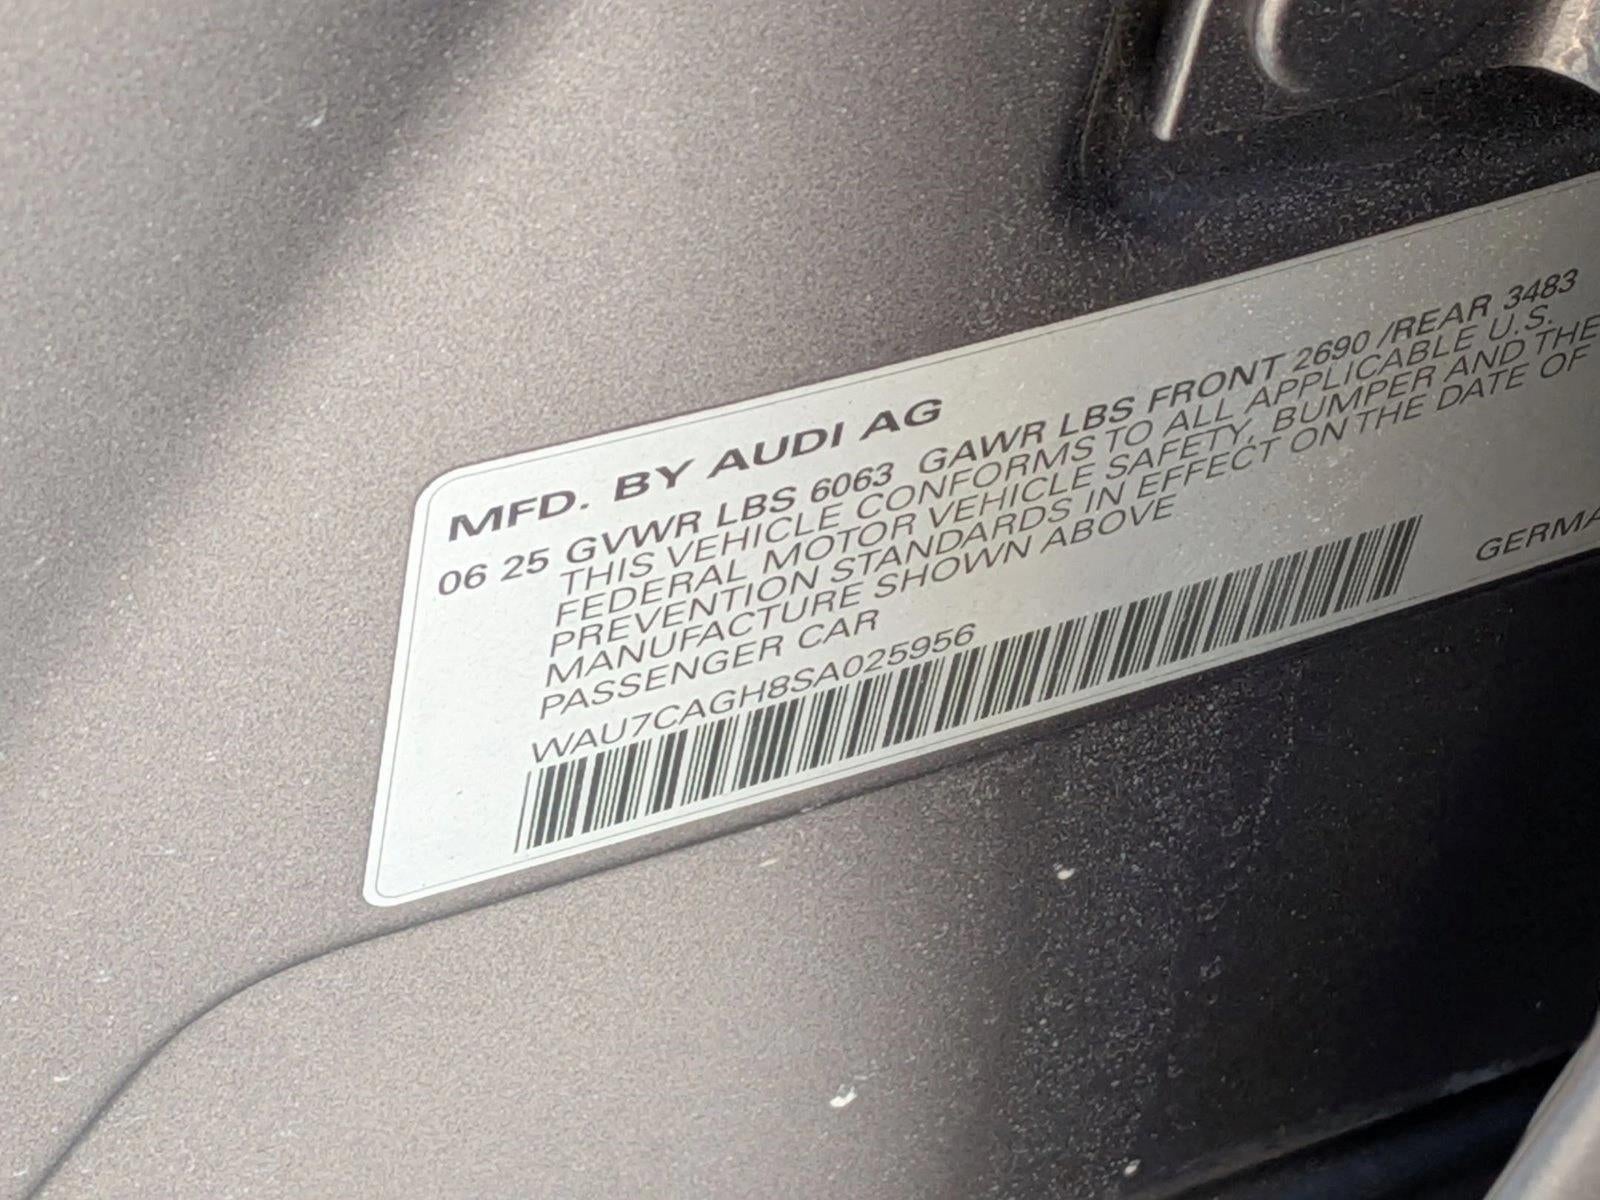 MFD. BY AUDI AG
06 25 GVWR LBS 6063 GAWR LBS FRONT 2690 /REAR 3483
THIS VEHICLE CONFORMS TO ALL APPLICABLE U.S.
FEDERAL MOTOR VEHICLE SAFETY, BUMPER AND THE
PREVENTION STANDARDS IN EFFECT ON THE DATE OF
MANUFACTURE SHOWN ABOVE
PASSENGER CAR
WAU7CAGH8SA025956
GERMA